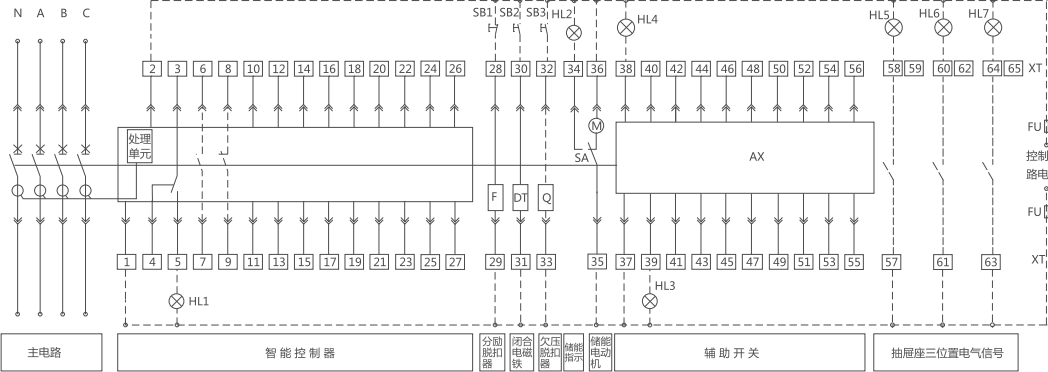 N A B C
SB1 SB2 SB3 HL2 HL4 HL5 HL6 HL7
2 3 6 8 10 12 14 16 18 20 22 24 26 28 30 32 34 36 38 40 42 44 46 48 50 52 54 56 58 59 60 62 64 65 XT
M
FU
处理
单元
SA
AX
控制
路电
F DT Q
FU
1 4 5 7 9 11 13 15 17 19 21 23 25 27 29 31 33 35 37 39 41 43 45 47 49 51 53 55 57 61 63 XT
HL1 HL3
主电路
智能控制器
分励
脱扣
器
闭合
电磁
铁
欠压
脱扣
器
储能
指示
储能
电动
机
辅助开关
抽屉座三位置电气信号